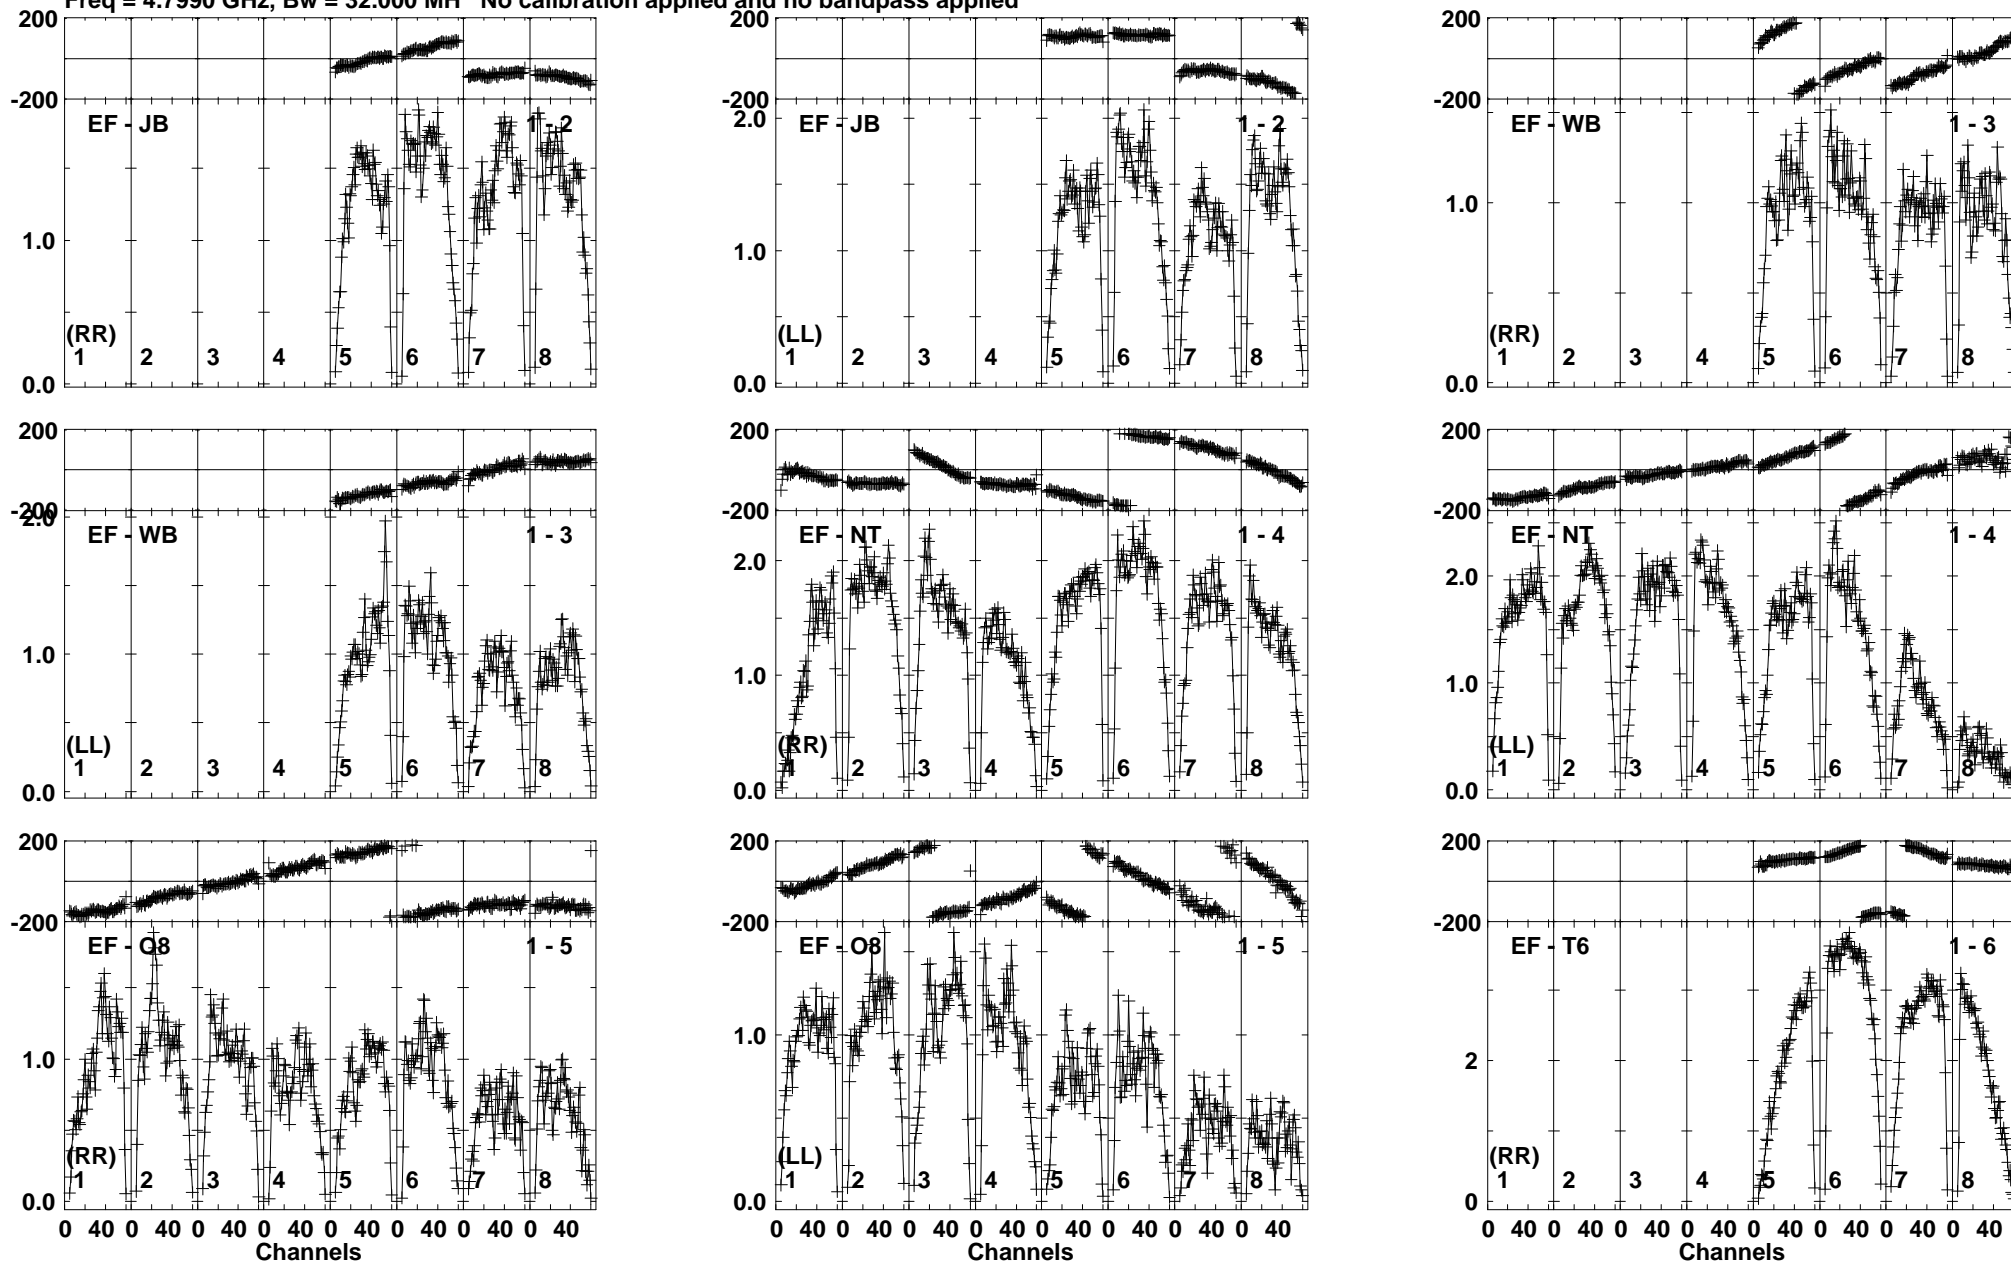 Freq = 4.7990 GHz, Bw = 32.000 MH No calibration applied and no bandpass applied
200
-200
EF - JB 1 - 2
1.0
0.0
(RR)
1 2 3 4 5 6 7 8
200
-200
EF - JB 1 - 2
2.0
1.0
0.0
(LL)
1 2 3 4 5 6 7 8
200
-200
EF - WB 1 - 3
1.0
0.0
(RR)
1 2 3 4 5 6 7 8
200
-200
2.0
EF - WB 1 - 3
1.0
0.0
(LL)
1 2 3 4 5 6 7 8
200
-200
EF - NT 1 - 4
2.0
1.0
0.0
(RR)
1 2 3 4 5 6 7 8
200
-200
EF - NT 1 - 4
2.0
1.0
0.0
(LL)
1 2 3 4 5 6 7 8
200
-200
EF - O8 1 - 5
1.0
0.0
(RR)
1 2 3 4 5 6 7 8
0 40 0 40 0 40 0 40 0 40 0 40 0 40 0 40
Channels
200
-200
EF - O8 1 - 5
1.0
0.0
(LL)
1 2 3 4 5 6 7 8
0 40 0 40 0 40 0 40 0 40 0 40 0 40 0 40
Channels
200
-200
EF - T6 1 - 6
2
0
(RR)
1 2 3 4 5 6 7 8
0 40 0 40 0 40 0 40 0 40 0 40 0 40 0 40
Channels